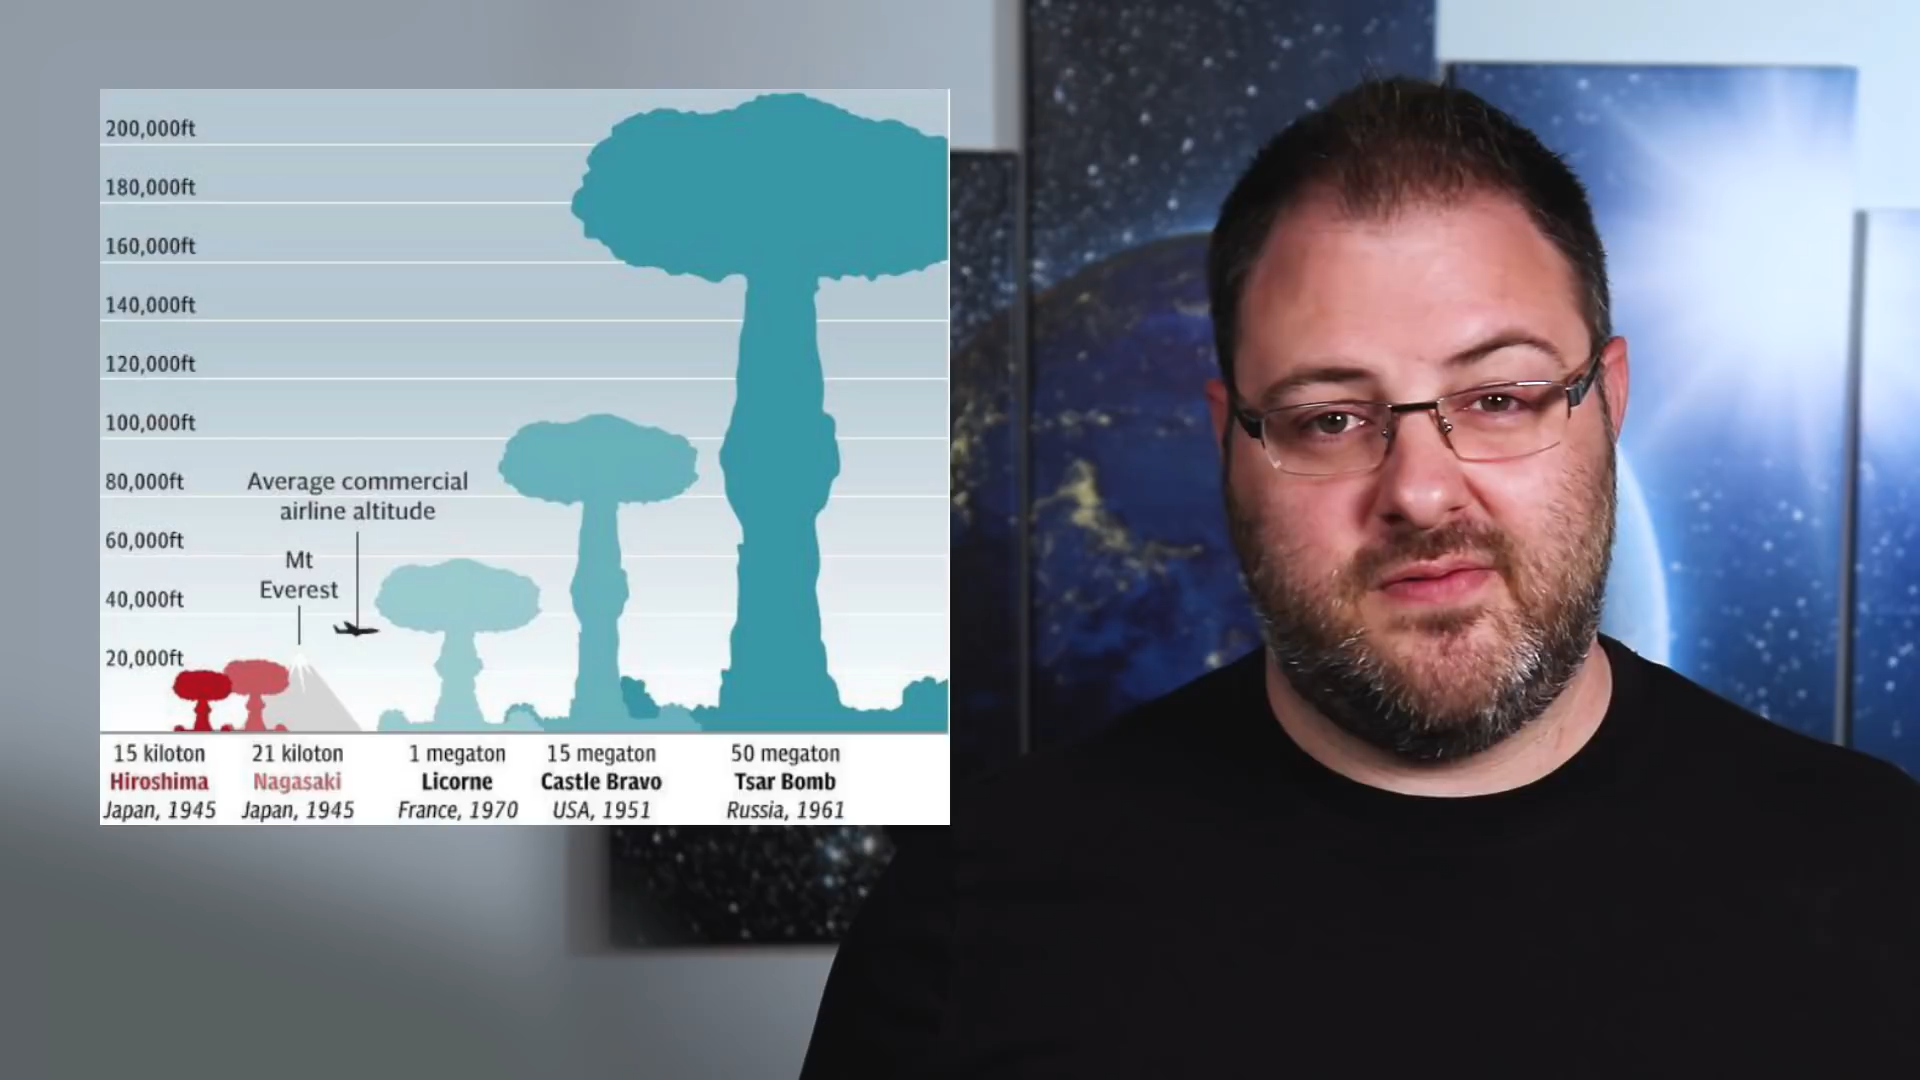 200,000ft
180,000ft
160,000ft
140,000ft
120,000ft
100,000ft
80,000ft
60,000ft
40,000ft
20,000ft
Average commercial
airline altitude
Mt
Everest
15 kiloton
Hiroshima
Japan, 1945
21 kiloton
Nagasaki
Japan, 1945
1 megaton
Licorne
France, 1970
15 megaton
Castle Bravo
USA, 1951
50 megaton
Tsar Bomb
Russia, 1961